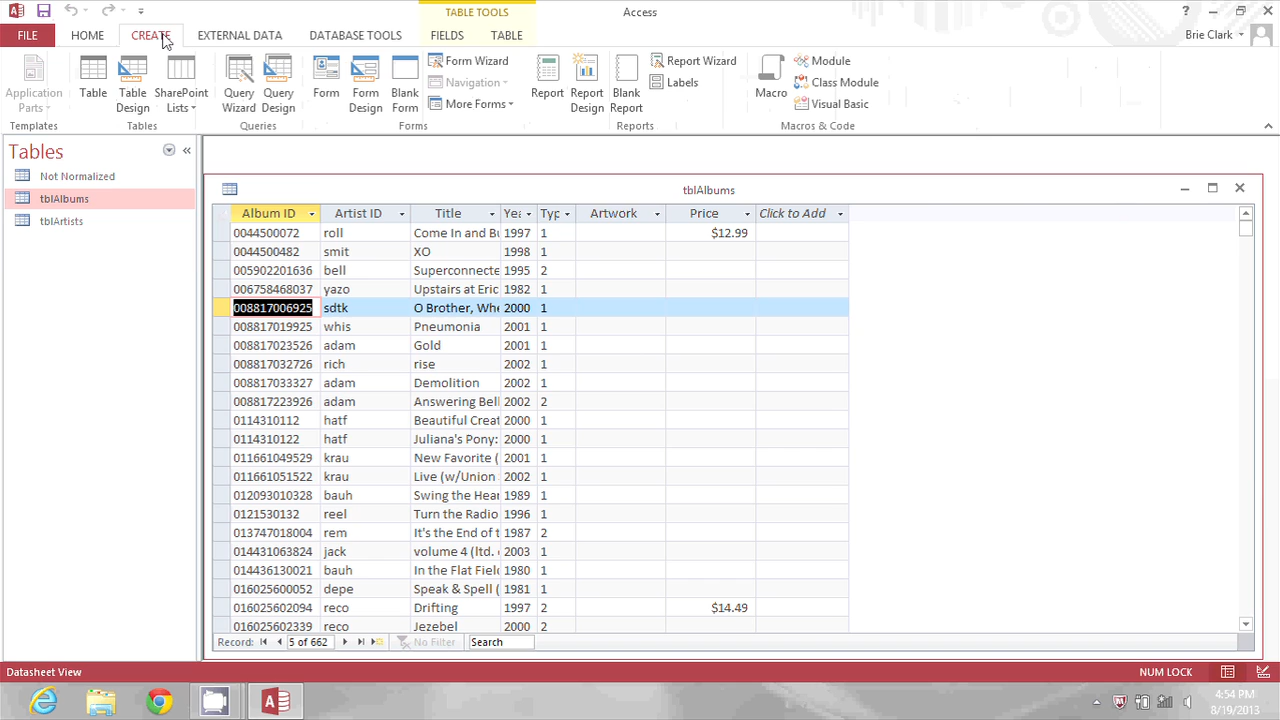 TABLE TOOLS
Access
?
FILE
HOME
CREATE
EXTERNAL DATA
DATABASE TOOLS
FIELDS
TABLE
Brie Clark
Application Parts
Table
Table Design
SharePoint Lists
Query Wizard
Query Design
Form
Form Design
Blank Form
Form Wizard
Navigation
More Forms
Report
Report Design
Blank Report
Report Wizard
Labels
Macro
Module
Class Module
Visual Basic
Templates
Tables
Queries
Forms
Reports
Macros & Code
Tables
Not Normalized
tblAlbums
tblArtists
tblAlbums
Album ID Artist ID Title Yea Typ Artwork Price Click to Add
0044500072 roll Come In and Bu 1997 1 $12.99
0044500482 smit XO 1998 1
005902201636 bell Superconnecte 1995 2
006758468037 yazo Upstairs at Eric 1982 1
008817006925 sdtk O Brother, Whe 2000 1
008817019925 whis Pneumonia 2001 1
008817023526 adam Gold 2001 1
008817032726 rich rise 2002 1
008817033327 adam Demolition 2002 1
008817223926 adam Answering Bell 2002 2
0114310112 hatf Beautiful Creat 2000 1
0114310122 hatf Juliana's Pony: 2000 1
011661049529 krau New Favorite ( 2001 1
011661051522 krau Live (w/Union 2002 1
012093010328 bauh Swing the Hear 1989 1
0121530132 reel Turn the Radio 1996 1
013747018004 rem It's the End of t 1987 2
014431063824 jack volume 4 (ltd. 2003 1
014436130021 bauh In the Flat Field 1980 1
016025600052 depe Speak & Spell ( 1981 1
016025602094 reco Drifting 1997 2 $14.49
016025602339 reco Jezebel 2000 2
Record: 5 of 662 No Filter Search
Datasheet View
NUM LOCK
4:54 PM
8/19/2013